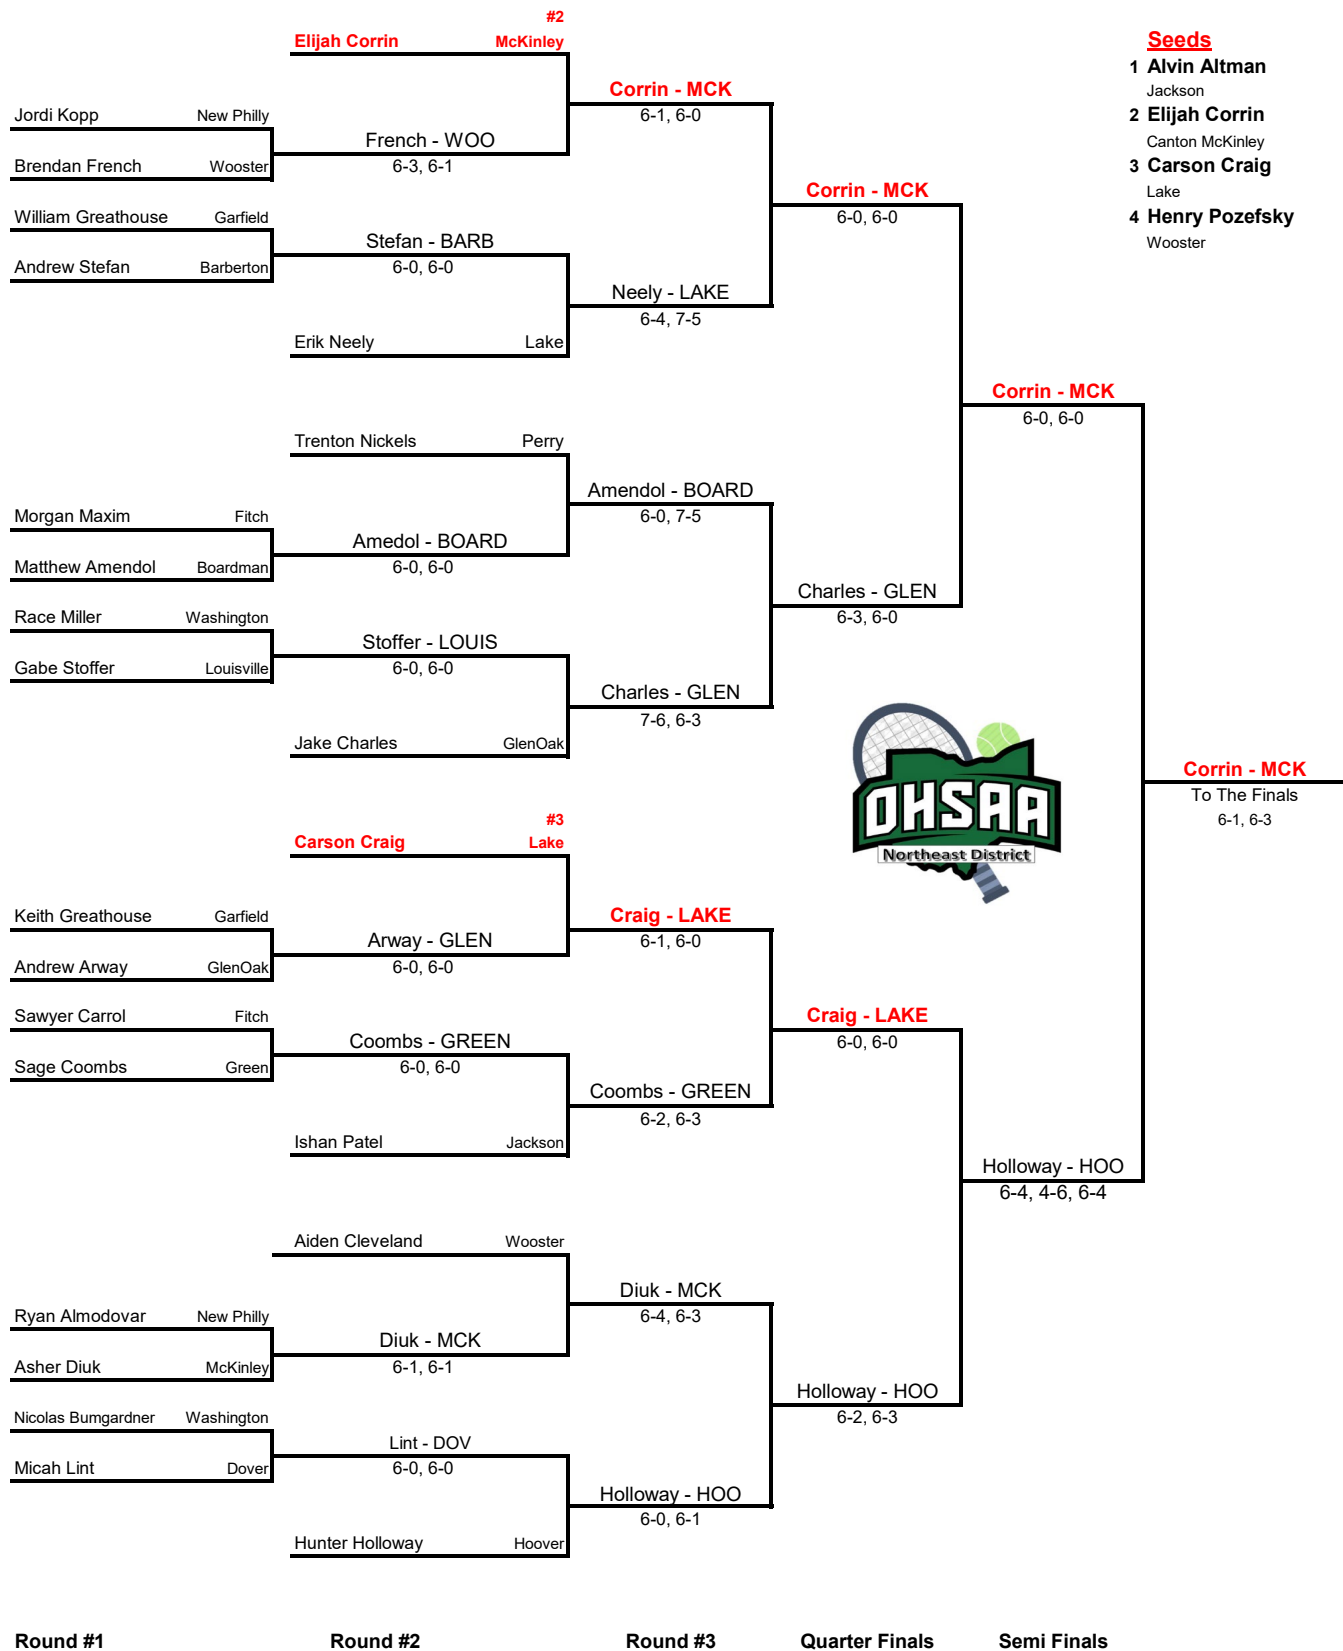 #2
Elijah Corrin McKinley
Seeds
1 Alvin Altman
Jackson
2 Elijah Corrin
Canton McKinley
3 Carson Craig
Lake
4 Henry Pozefsky
Wooster
Corrin - MCK
6-1, 6-0
Jordi Kopp New Philly
French - WOO
6-3, 6-1
Brendan French Wooster
Corrin - MCK
6-0, 6-0
William Greathouse Garfield
Stefan - BARB
6-0, 6-0
Andrew Stefan Barberton
Neely - LAKE
6-4, 7-5
Erik Neely Lake
Corrin - MCK
6-0, 6-0
Trenton Nickels Perry
Amendol - BOARD
6-0, 7-5
Morgan Maxim Fitch
Amedol - BOARD
6-0, 6-0
Matthew Amendol Boardman
Charles - GLEN
6-3, 6-0
Race Miller Washington
Stoffer - LOUIS
6-0, 6-0
Gabe Stoffer Louisville
Charles - GLEN
7-6, 6-3
Jake Charles GlenOak
OHSAA
Northeast District
Corrin - MCK
To The Finals
6-1, 6-3
#3
Carson Craig Lake
Craig - LAKE
6-1, 6-0
Keith Greathouse Garfield
Arway - GLEN
6-0, 6-0
Andrew Arway GlenOak
Craig - LAKE
6-0, 6-0
Sawyer Carrol Fitch
Coombs - GREEN
6-0, 6-0
Sage Coombs Green
Coombs - GREEN
6-2, 6-3
Ishan Patel Jackson
Holloway - HOO
6-4, 4-6, 6-4
Aiden Cleveland Wooster
Diuk - MCK
6-4, 6-3
Ryan Almodovar New Philly
Diuk - MCK
6-1, 6-1
Asher Diuk McKinley
Holloway - HOO
6-2, 6-3
Nicolas Bumgardner Washington
Lint - DOV
6-0, 6-0
Micah Lint Dover
Holloway - HOO
6-0, 6-1
Hunter Holloway Hoover
Round #1 Round #2 Round #3 Quarter Finals Semi Finals